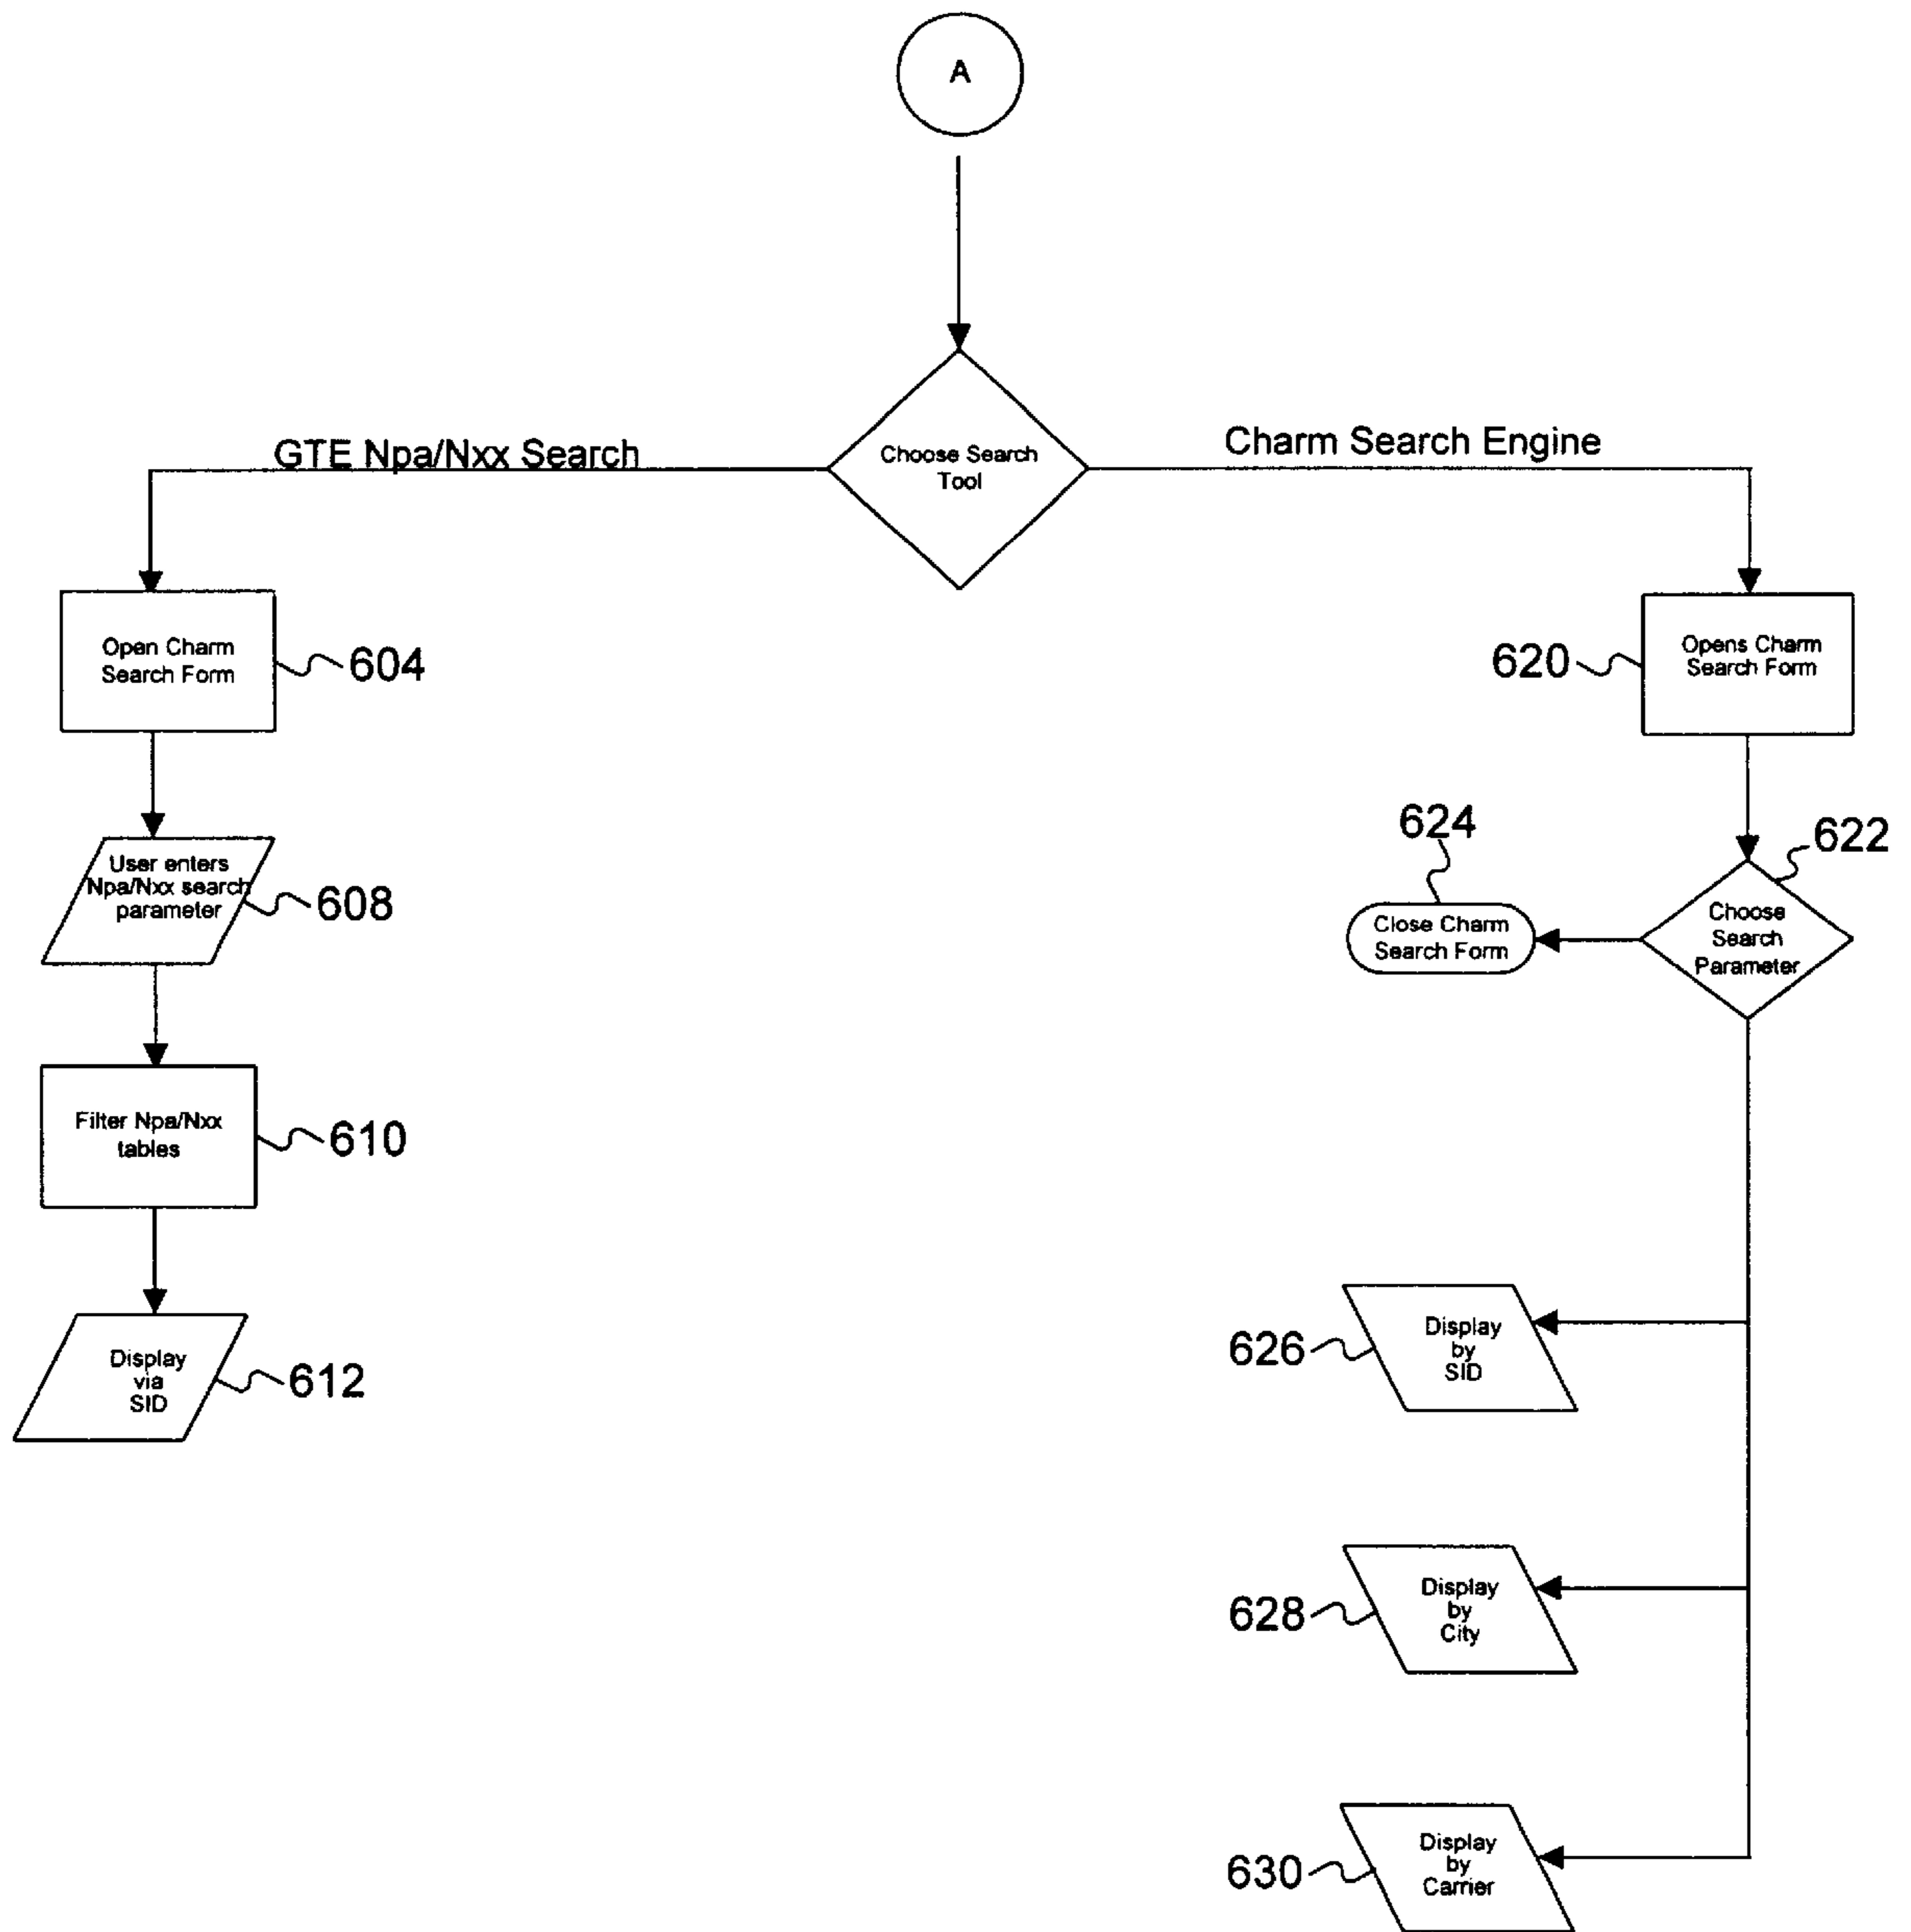 A
Choose Search
Tool
GTE Npa/Nxx Search
Charm Search Engine
Open Charm
Search Form
604
User enters
Npa/Nxx search
parameter
608
Filter Npa/Nxx
tables
610
Display
via
SID
612
Opens Charm
Search Form
620
622
Choose
Search
Parameter
624
Close Charm
Search Form
Display
by
SID
626
Display
by
City
628
Display
by
Carrier
630